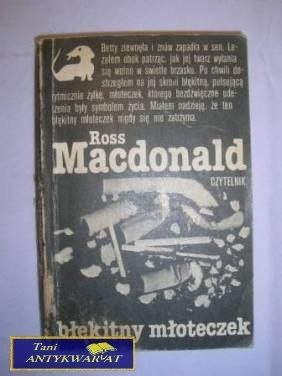 Betty ziewnęła i znów zapadła w sen. Le-
żałem obok patrząc, jak jej twarz wyłania
się wolno w świetle brzasku. Po chwili do-
strzegłem na jej skroni błękitną, pulsującą
rytmicznie żyłkę, młoteczek, którego bezdźwięczne ude-
rzenia były symbolem życia. Miałem nadzieję, że ten
błękitny młoteczek nigdy się nie zatrzyma.
Ross
Macdonald
CZYTELNIK
błękitny młoteczek
Tani
ANTYKWARYAT